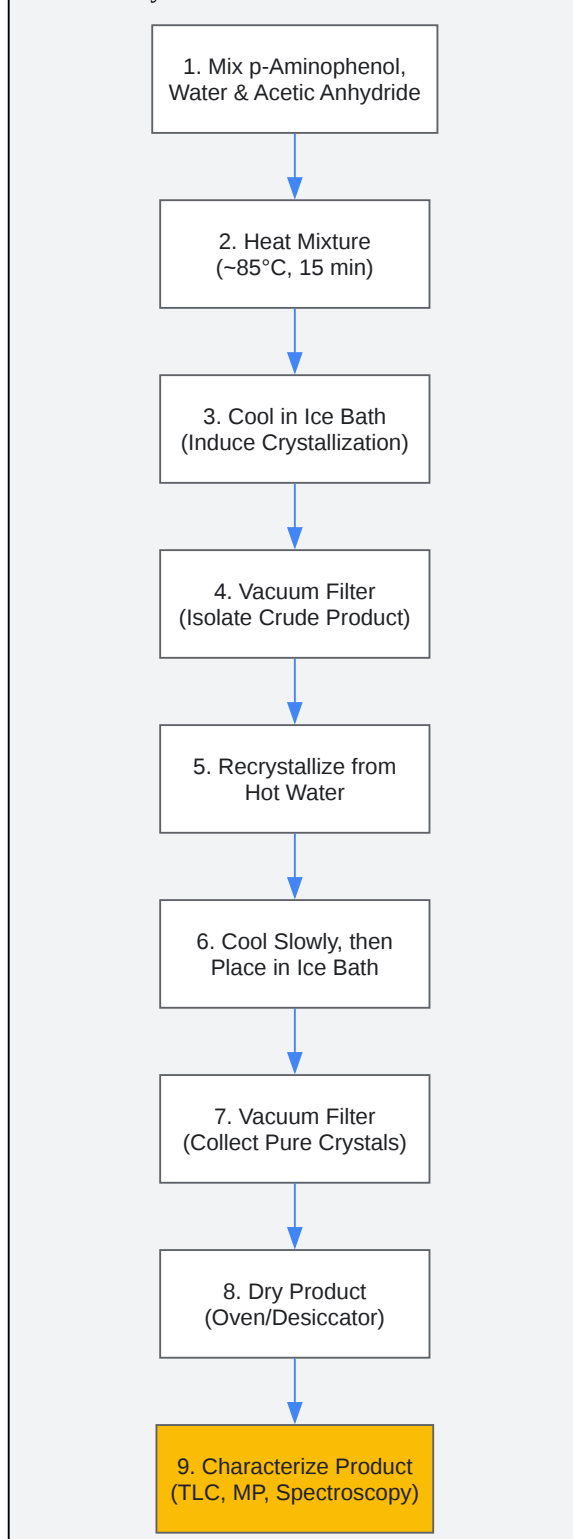 1. Mix p-Aminophenol,
Water & Acetic Anhydride
2. Heat Mixture
(~85°C, 15 min)
3. Cool in Ice Bath
(Induce Crystallization)
4. Vacuum Filter
(Isolate Crude Product)
5. Recrystallize from
Hot Water
6. Cool Slowly, then
Place in Ice Bath
7. Vacuum Filter
(Collect Pure Crystals)
8. Dry Product
(Oven/Desiccator)
9. Characterize Product
(TLC, MP, Spectroscopy)